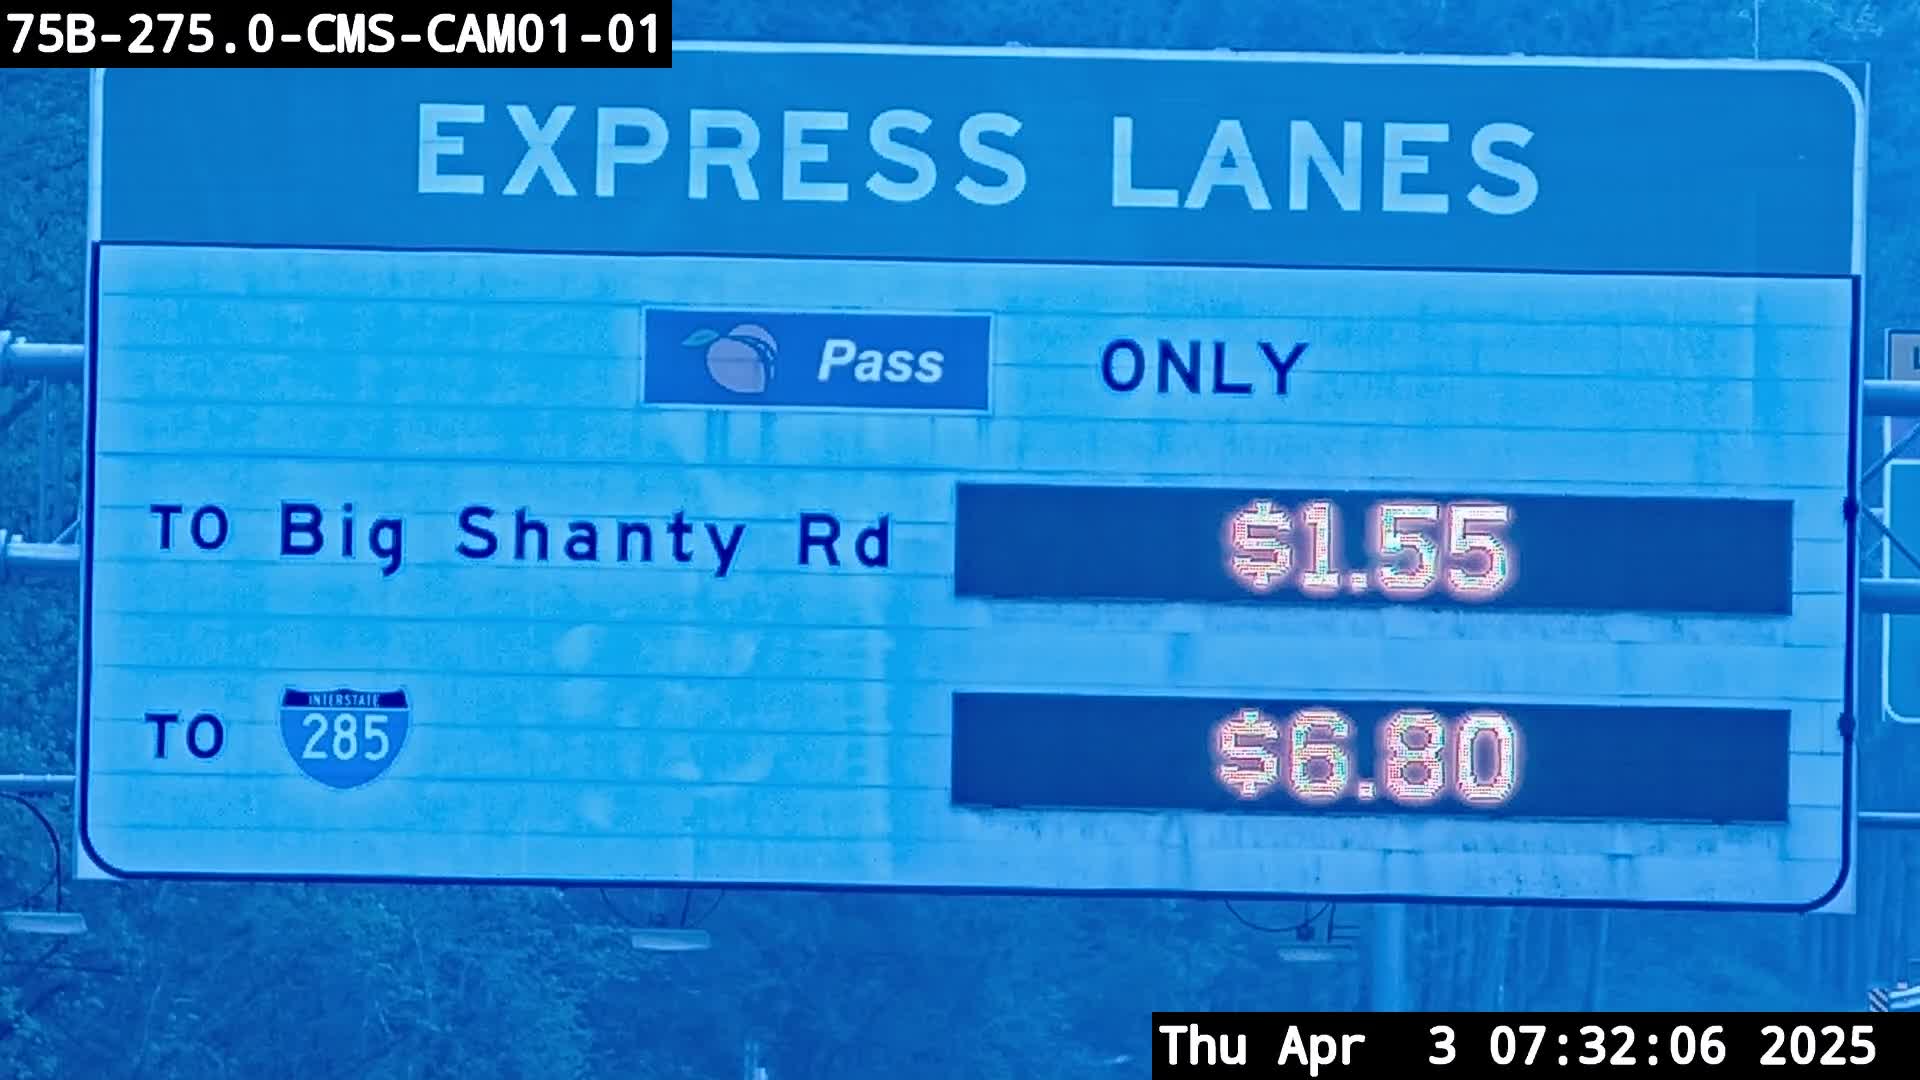 75B-275.0-CMS-CAM01-01
EXPRESS LANES
Pass ONLY
TO Big Shanty Rd $1.55
TO INTERSTATE 285 $6.80
Thu Apr 3 07:32:06 2025